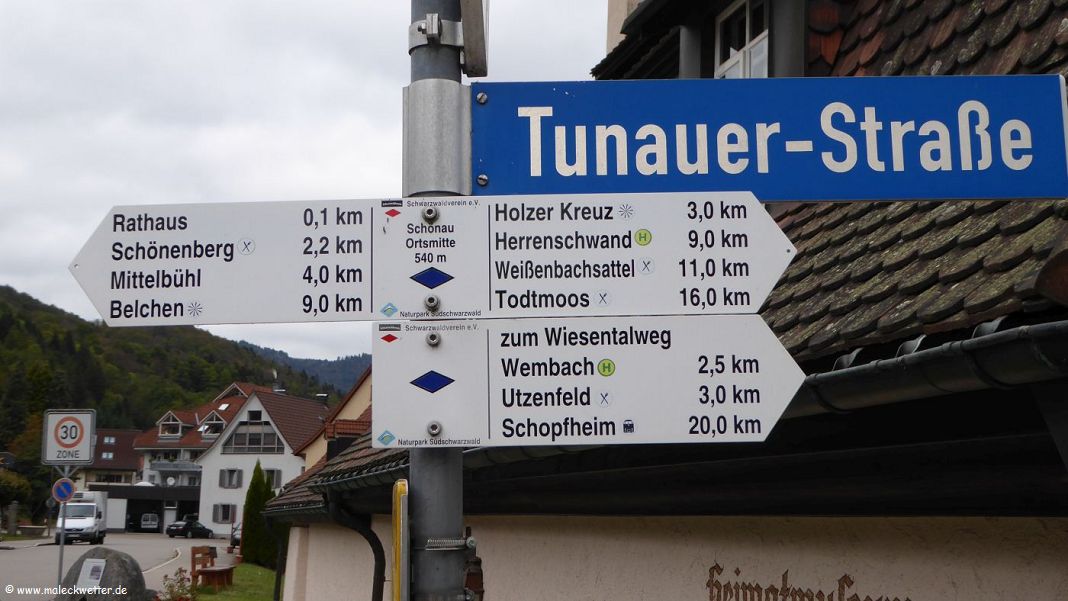 Tunauer-Straße
Rathaus 0,1 km
Schönenberg 2,2 km
Mittelbühl 4,0 km
Belchen 9,0 km
Schwarzwaldverein e.V.
Schönau
Ortsmitte
540 m
Naturpark Südschwarzwald
Holzer Kreuz 3,0 km
Herrenschwand H 9,0 km
Weißenbachsattel 11,0 km
Todtmoos 16,0 km
Schwarzwaldverein e.V.
Naturpark Südschwarzwald
zum Wiesentalweg
Wembach H 2,5 km
Utzenfeld 3,0 km
Schopfheim 20,0 km
30
ZONE
Heimatmuseum
© www.maleckwetter.de